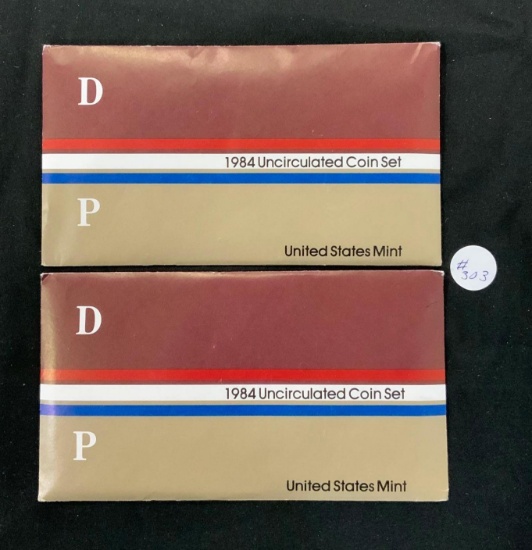 D
1984 Uncirculated Coin Set
P
United States Mint
#
303
D
1984 Uncirculated Coin Set
P
United States Mint